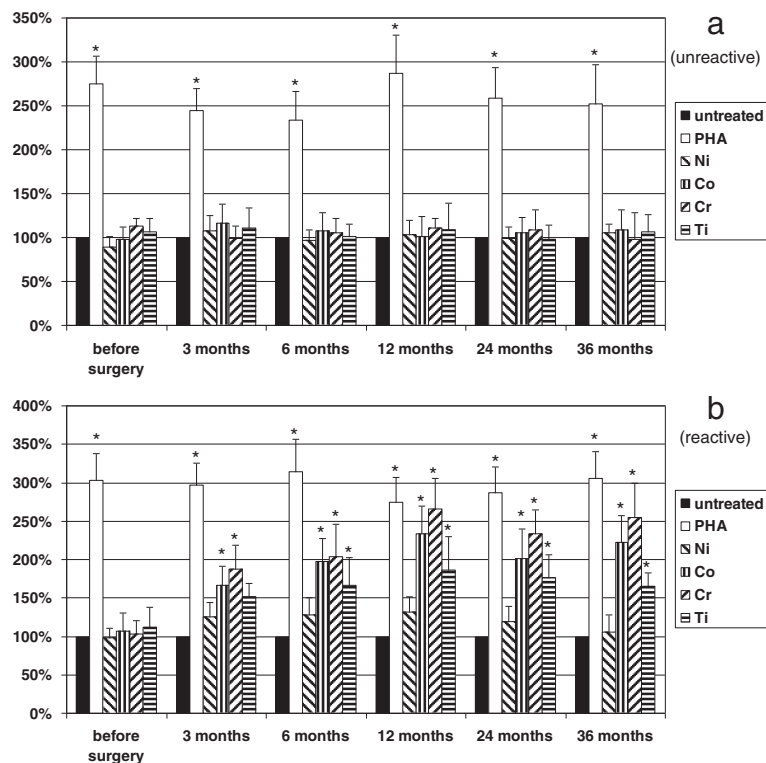 350%
300%
250%
200%
150%
100%
50%
0%
* * * * * *
before surgery 3 months 6 months 12 months 24 months 36 months
a
(unreactive)
untreated
PHA
Ni
Co
Cr
Ti
400%
350%
300%
250%
200%
150%
100%
50%
0%
* * * * * * * * * * * * * * * * * * * *
before surgery 3 months 6 months 12 months 24 months 36 months
b
(reactive)
untreated
PHA
Ni
Co
Cr
Ti